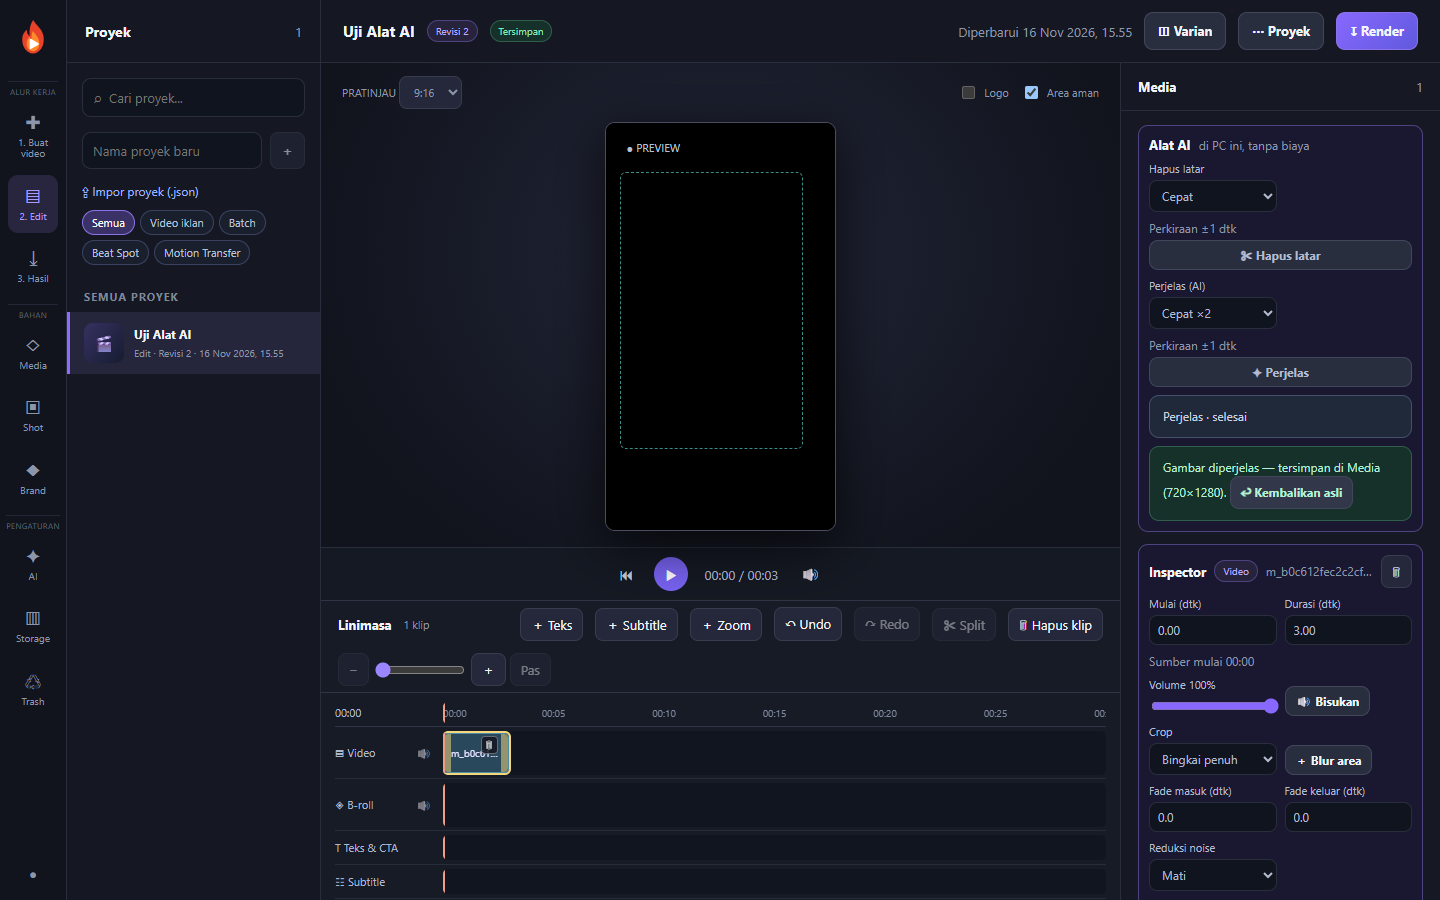 ALUR KERJA
1. Buat
video
2. Edit
3. Hasil
BAHAN
Media
Shot
Brand
PENGATURAN
AI
Storage
Trash
Proyek 1
Cari proyek...
Nama proyek baru +
Impor proyek (.json)
Semua Video iklan Batch
Beat Spot Motion Transfer
SEMUA PROYEK
Uji Alat AI
Edit · Revisi 2 · 16 Nov 2026, 15.55
Uji Alat AI Revisi 2 Tersimpan Diperbarui 16 Nov 2026, 15.55 Varian Proyek Render
PRATINJAU 9:16 Logo Area aman
PREVIEW
00:00 / 00:03
Linimasa 1 klip + Teks + Subtitle + Zoom Undo Redo Split Hapus klip
− + Pas
00:00 00:00 00:05 00:10 00:15 00:20 00:25
Video
B-roll
T Teks & CTA
Subtitle
Media 1
Alat AI di PC ini, tanpa biaya
Hapus latar
Cepat
Perkiraan ±1 dtk
Hapus latar
Perjelas (AI)
Cepat ×2
Perkiraan ±1 dtk
Perjelas
Perjelas · selesai
Gambar diperjelas — tersimpan di Media
(720×1280). Kembalikan asli
Inspector Video m_b0c612fec2c2cf...
Mulai (dtk) Durasi (dtk)
0.00 3.00
Sumber mulai 00:00
Volume 100%
Bisukan
Crop
Bingkai penuh + Blur area
Fade masuk (dtk) Fade keluar (dtk)
0.0 0.0
Reduksi noise
Mati